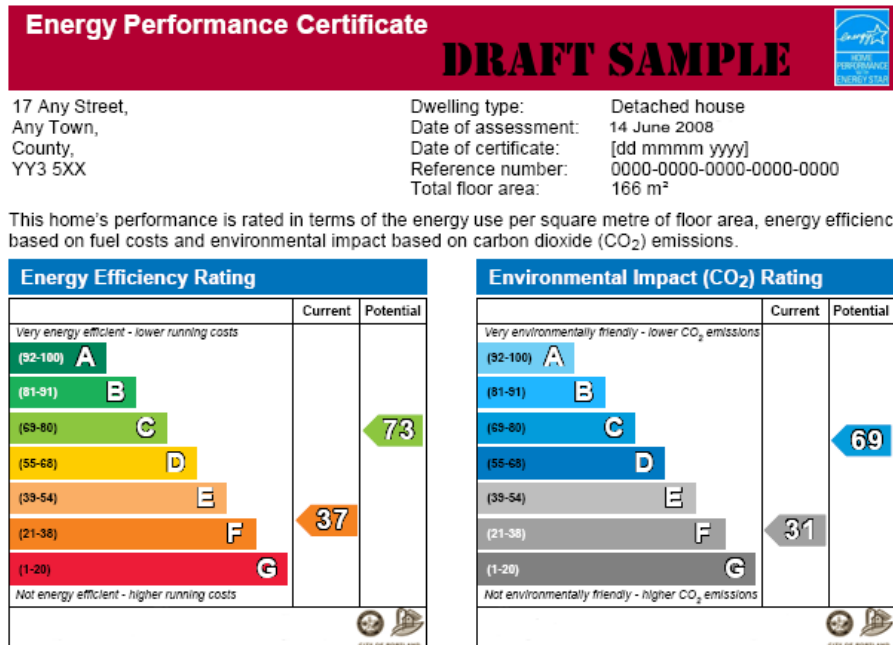 Energy Performance Certificate
DRAFT SAMPLE
energy
HOME
PERFORMANCE
WITH
ENERGY STAR
17 Any Street,
Any Town,
County,
YY3 5XX
Dwelling type: Detached house
Date of assessment: 14 June 2008
Date of certificate: [dd mmmm yyyy]
Reference number: 0000-0000-0000-0000-0000
Total floor area: 166 m²
This home's performance is rated in terms of the energy use per square metre of floor area, energy efficienc
based on fuel costs and environmental impact based on carbon dioxide (CO₂) emissions.
Energy Efficiency Rating
Current Potential
Very energy efficient - lower running costs
(92-100) A
(81-91) B
(69-80) C
73
(55-68) D
(39-54) E
37
(21-38) F
(1-20) G
Not energy efficient - higher running costs
Environmental Impact (CO₂) Rating
Current Potential
Very environmentally friendly - lower CO₂ emissions
(92-100) A
(81-91) B
(69-80) C
69
(55-68) D
(39-54) E
(21-38) F
31
(1-20) G
Not environmentally friendly - higher CO₂ emissions